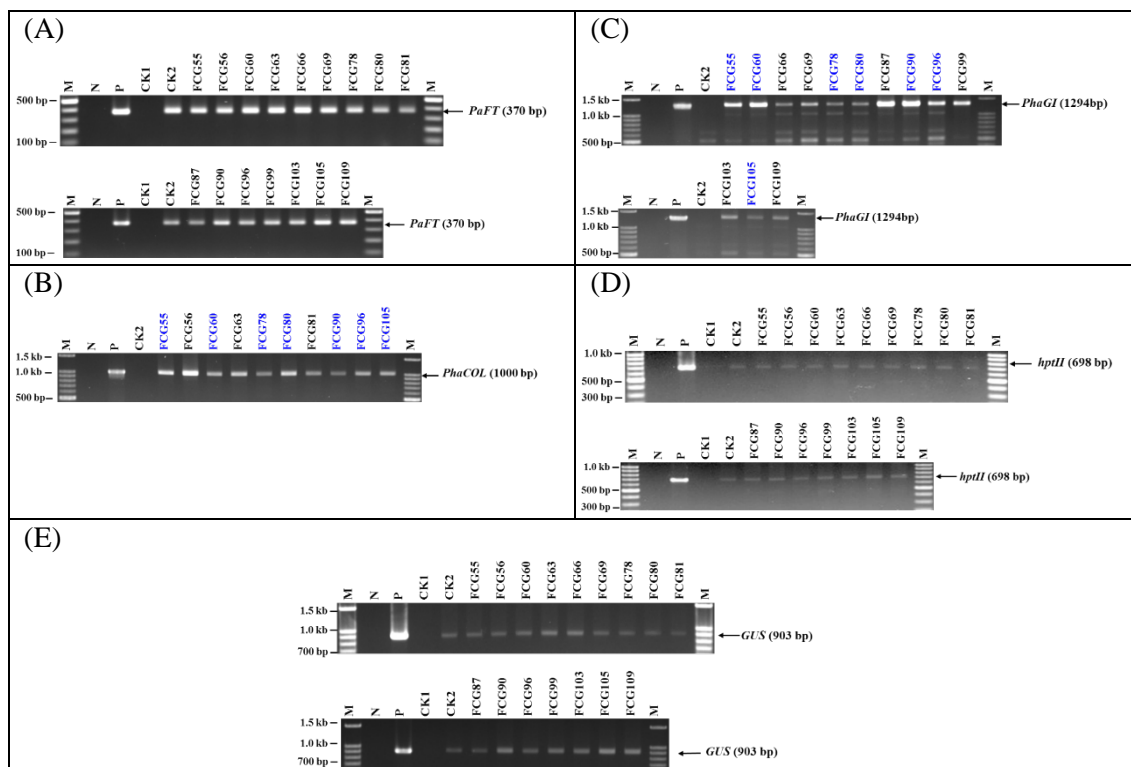 (A)
M N P CK1 CK2 FCG55 FCG56 FCG60 FCG63 FCG66 FCG69 FCG78 FCG80 FCG81 M
500 bp
PaFT (370 bp)
100 bp
M N P CK1 CK2 FCG87 FCG90 FCG96 FCG99 FCG103 FCG105 FCG109 M
500 bp
PaFT (370 bp)
100 bp
(C)
M N P CK2 FCG55 FCG60 FCG66 FCG69 FCG78 FCG80 FCG87 FCG90 FCG96 FCG99 M
1.5 kb
PhaGI (1294bp)
1.0 kb
500 bp
M N P CK2 FCG103 FCG105 FCG109 M
1.5 kb
PhaGI (1294bp)
1.0 kb
500 bp
(B)
M N P CK2 FCG55 FCG56 FCG60 FCG63 FCG78 FCG80 FCG81 FCG90 FCG96 FCG105 M
1.5 kb
1.0 kb
PhaCOL (1000 bp)
500 bp
(D)
M N P CK1 CK2 FCG55 FCG56 FCG60 FCG63 FCG66 FCG69 FCG78 FCG80 FCG81 M
1.0 kb
hptII (698 bp)
500 bp
300 bp
M N P CK1 CK2 FCG87 FCG90 FCG96 FCG99 FCG103 FCG105 FCG109 M
1.0 kb
hptII (698 bp)
500 bp
300 bp
(E)
M N P CK1 CK2 FCG55 FCG56 FCG60 FCG63 FCG66 FCG69 FCG78 FCG80 FCG81 M
1.5 kb
1.0 kb
GUS (903 bp)
700 bp
M N P CK1 CK2 FCG87 FCG90 FCG96 FCG99 FCG103 FCG105 FCG109 M
1.5 kb
1.0 kb
GUS (903 bp)
700 bp